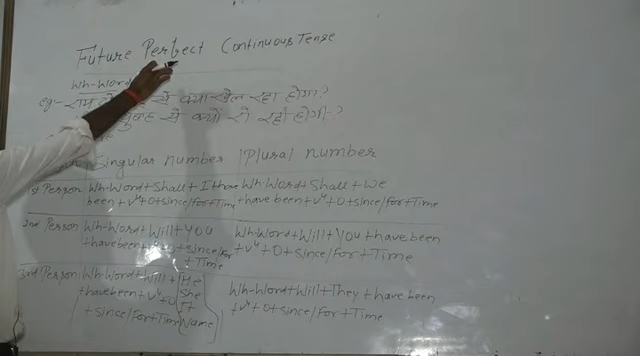 Future Perfect Continuous Tense
Wh-Word
eg:- राम से क्या खेल रहा होगा?
सुबह से क्यों रो रही होगी-?
Singular number | Plural number
1st Person Wh-Word+Shall+I+have been+V⁴+O+since/for+Time Wh-Word+Shall+We +have been+V⁴+O+since/for+Time
2nd Person Wh-Word+Will+YOU +have been +since/for +Time Wh-Word+Will+You+have been +V⁴+O+Since/For+Time
3rd Person Wh-Word+Will+ He She It Name +have been+V⁴+O +since/for+Time Wh-Word+Will+They+have been +V⁴+O+Since/For+Time